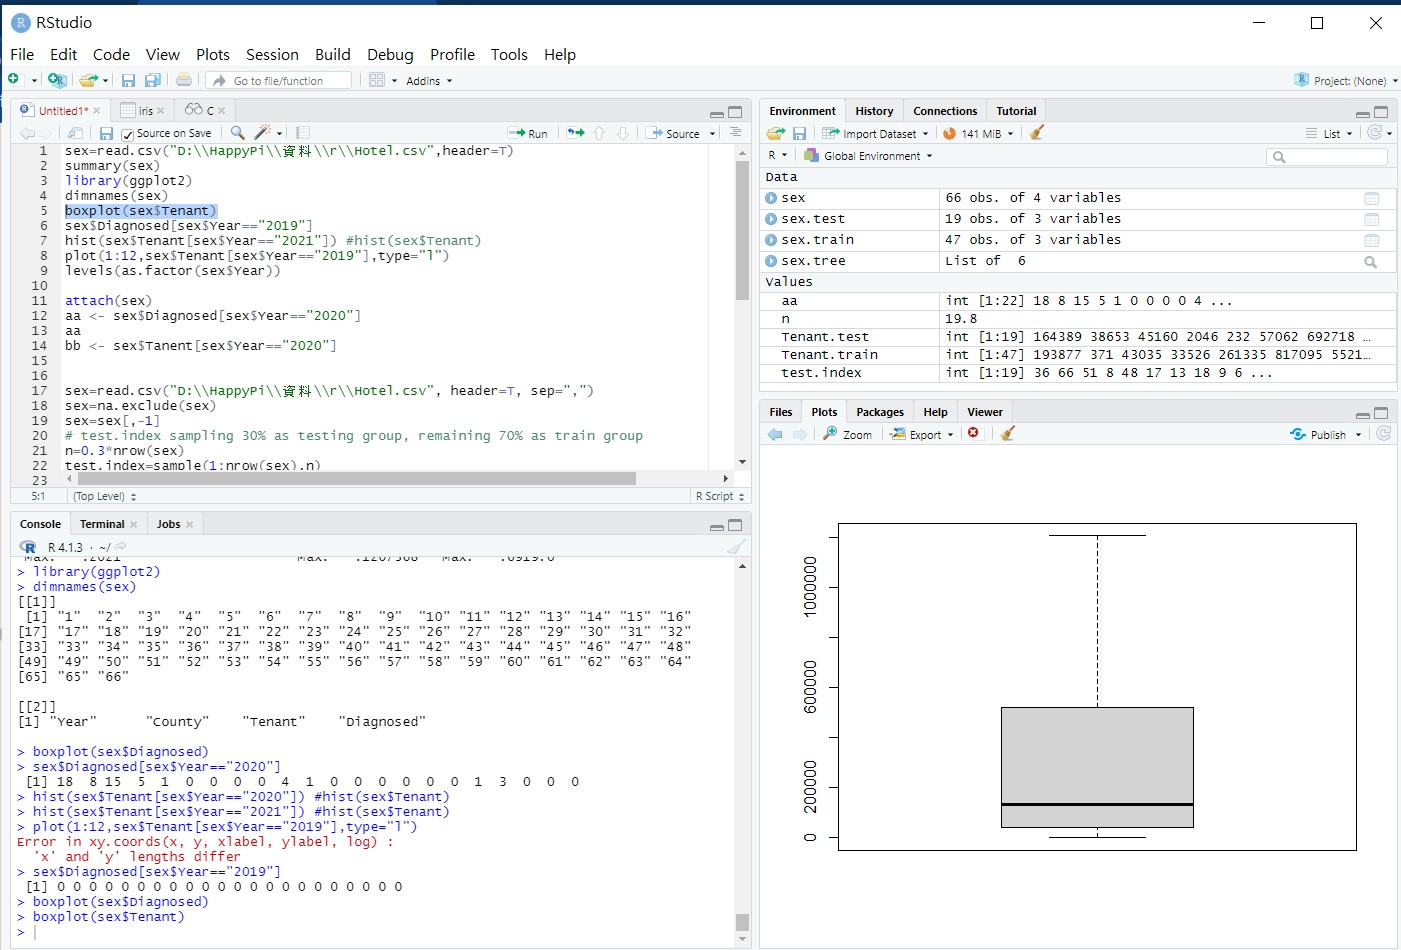 RStudio
File Edit Code View Plots Session Build Debug Profile Tools Help
Go to file/function Addins Project: (None)
Untitled1* iris C
Source on Save Run Source
1 sex=read.csv("D:\\HappyPi\\資料\\r\\Hotel.csv",header=T)
2 summary(sex)
3 library(ggplot2)
4 dimnames(sex)
5 boxplot(sex$Tenant)
6 sex$Diagnosed[sex$Year=="2019"]
7 hist(sex$Tenant[sex$Year=="2021"]) #hist(sex$Tenant)
8 plot(1:12,sex$Tenant[sex$Year=="2019"],type="l")
9 levels(as.factor(sex$Year))
10
11 attach(sex)
12 aa <- sex$Diagnosed[sex$Year=="2020"]
13 aa
14 bb <- sex$Tanent[sex$Year=="2020"]
15
16
17 sex=read.csv("D:\\HappyPi\\資料\\r\\Hotel.csv", header=T, sep=",")
18 sex=na.exclude(sex)
19 sex=sex[,-1]
20 # test.index sampling 30% as testing group, remaining 70% as train group
21 n=0.3*nrow(sex)
22 test.index=sample(1:nrow(sex),n)
23
5:1 (Top Level) R Script
Console Terminal Jobs
R 4.1.3 · ~/
Max. :2021 Max. :1207308 Max. :6919.0
> library(ggplot2)
> dimnames(sex)
[[1]]
[1] "1" "2" "3" "4" "5" "6" "7" "8" "9" "10" "11" "12" "13" "14" "15" "16"
[17] "17" "18" "19" "20" "21" "22" "23" "24" "25" "26" "27" "28" "29" "30" "31" "32"
[33] "33" "34" "35" "36" "37" "38" "39" "40" "41" "42" "43" "44" "45" "46" "47" "48"
[49] "49" "50" "51" "52" "53" "54" "55" "56" "57" "58" "59" "60" "61" "62" "63" "64"
[65] "65" "66"
[[2]]
[1] "Year" "County" "Tenant" "Diagnosed"
> boxplot(sex$Diagnosed)
> sex$Diagnosed[sex$Year=="2020"]
[1] 18 8 15 5 1 0 0 0 0 4 1 0 0 0 0 0 0 1 3 0 0 0
> hist(sex$Tenant[sex$Year=="2020"]) #hist(sex$Tenant)
> hist(sex$Tenant[sex$Year=="2021"]) #hist(sex$Tenant)
> plot(1:12,sex$Tenant[sex$Year=="2019"],type="l")
Error in xy.coords(x, y, xlabel, ylabel, log) :
'x' and 'y' lengths differ
> sex$Diagnosed[sex$Year=="2019"]
[1] 0 0 0 0 0 0 0 0 0 0 0 0 0 0 0 0 0 0 0 0 0 0
> boxplot(sex$Diagnosed)
> boxplot(sex$Tenant)
>
Environment History Connections Tutorial
Import Dataset 141 MiB List
R Global Environment
Data
sex 66 obs. of 4 variables
sex.test 19 obs. of 3 variables
sex.train 47 obs. of 3 variables
sex.tree List of 6
Values
aa int [1:22] 18 8 15 5 1 0 0 0 0 4 ...
n 19.8
Tenant.test int [1:19] 164389 38653 45160 2046 232 57062 692718 ...
Tenant.train int [1:47] 193877 371 43035 33526 261335 817095 5521...
test.index int [1:19] 36 66 51 8 48 17 13 18 9 6 ...
Files Plots Packages Help Viewer
Zoom Export Publish
1000000
600000
200000
0